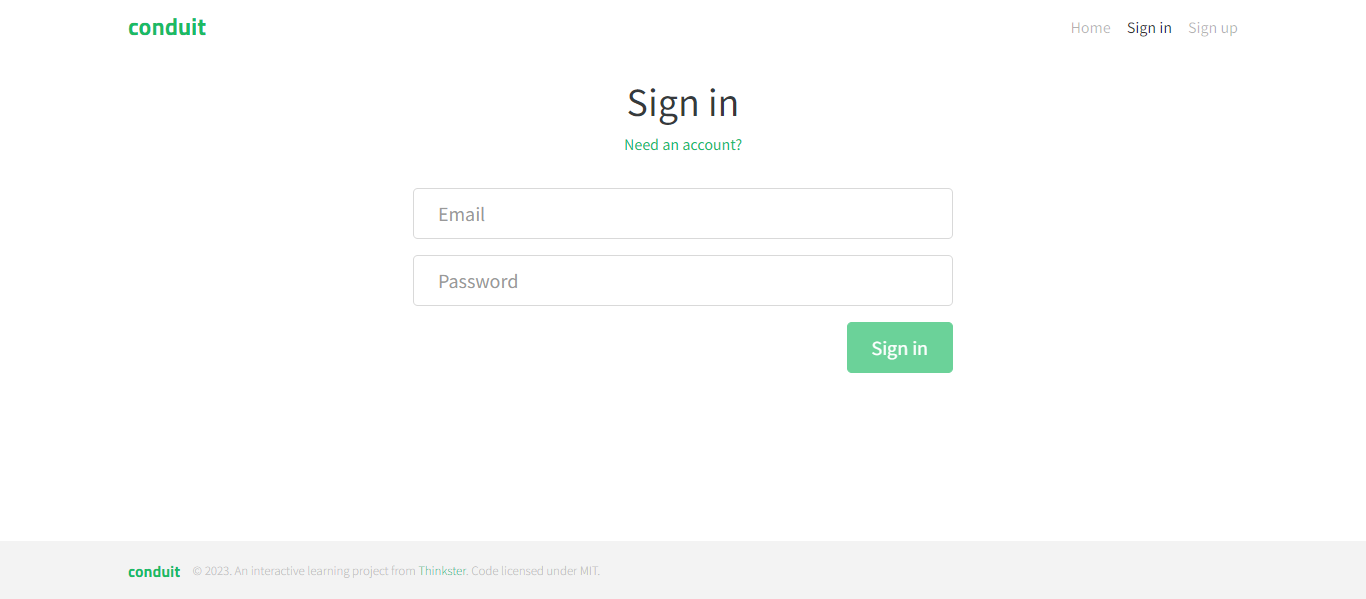 conduit
Home Sign in Sign up
Sign in
Need an account?
Email
Password
Sign in
conduit © 2023. An interactive learning project from Thinkster. Code licensed under MIT.